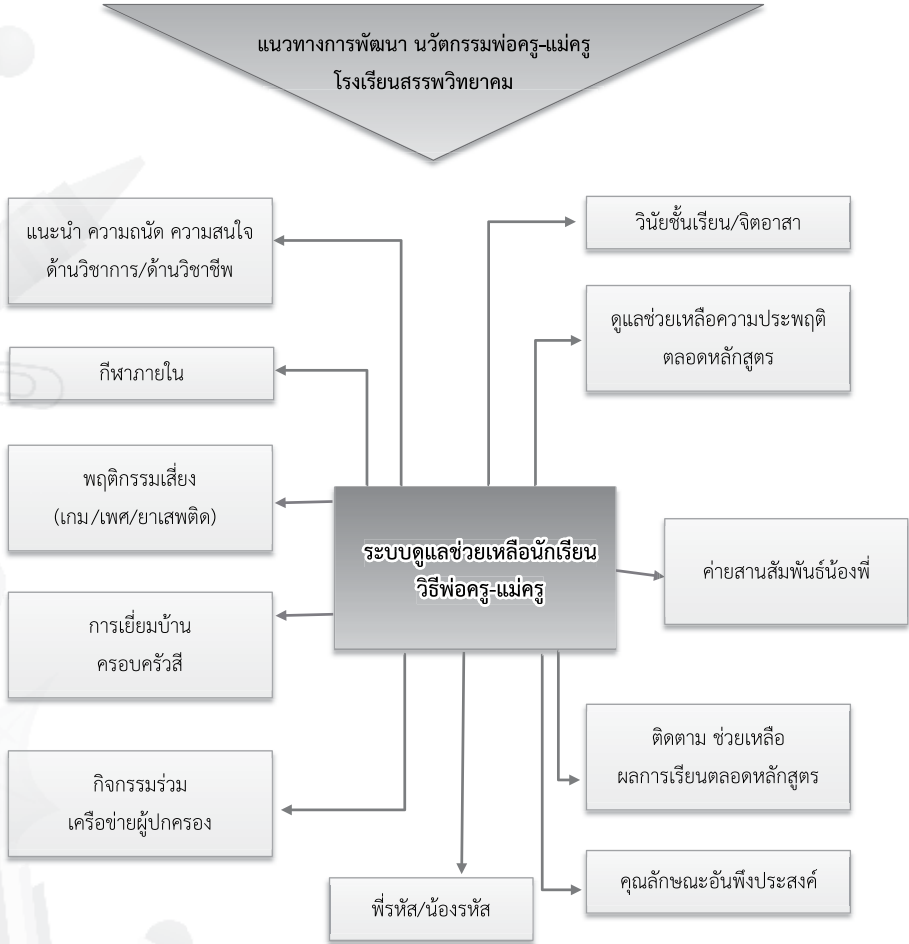 แนวทางการพัฒนา นวัตกรรมพ่อครู-แม่ครู
โรงเรียนสรรพวิทยาคม
แนะนำ ความถนัด ความสนใจ
ด้านวิชาการ/ด้านวิชาชีพ
วินัยชั้นเรียน/จิตอาสา
ดูแลช่วยเหลือความประพฤติ
ตลอดหลักสูตร
กีฬาภายใน
พฤติกรรมเสี่ยง
(เกม/เพศ/ยาเสพติด)
ระบบดูแลช่วยเหลือนักเรียน
วิธีพ่อครู-แม่ครู
ค่ายสานสัมพันธ์น้องพี่
การเยี่ยมบ้าน
ครอบครัวสี
ติดตาม ช่วยเหลือ
ผลการเรียนตลอดหลักสูตร
กิจกรรมร่วม
เครือข่ายผู้ปกครอง
คุณลักษณะอันพึงประสงค์
พี่รหัส/น้องรหัส